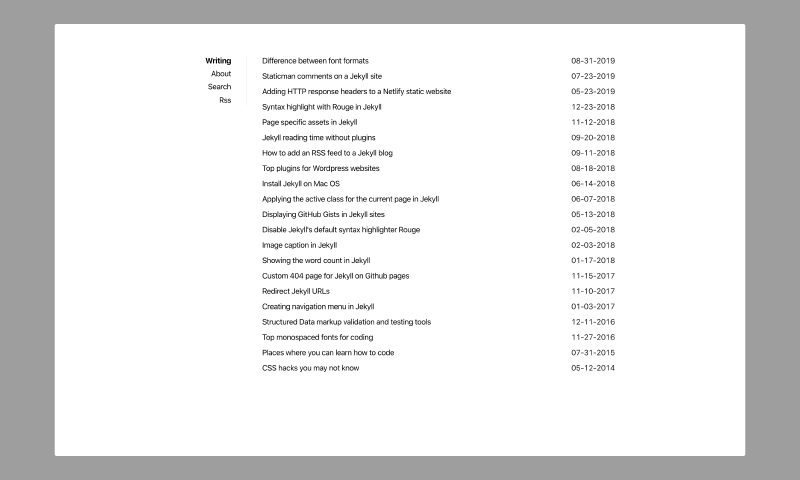 Writing
About
Search
Rss
Difference between font formats 08-31-2019
Staticman comments on a Jekyll site 07-23-2019
Adding HTTP response headers to a Netlify static website 05-23-2019
Syntax highlight with Rouge in Jekyll 12-23-2018
Page specific assets in Jekyll 11-12-2018
Jekyll reading time without plugins 09-20-2018
How to add an RSS feed to a Jekyll blog 09-11-2018
Top plugins for Wordpress websites 08-18-2018
Install Jekyll on Mac OS 06-14-2018
Applying the active class for the current page in Jekyll 06-07-2018
Displaying GitHub Gists in Jekyll sites 05-13-2018
Disable Jekyll's default syntax highlighter Rouge 02-05-2018
Image caption in Jekyll 02-03-2018
Showing the word count in Jekyll 01-17-2018
Custom 404 page for Jekyll on Github pages 11-15-2017
Redirect Jekyll URLs 11-10-2017
Creating navigation menu in Jekyll 01-03-2017
Structured Data markup validation and testing tools 12-11-2016
Top monospaced fonts for coding 11-27-2016
Places where you can learn how to code 07-31-2015
CSS hacks you may not know 05-12-2014